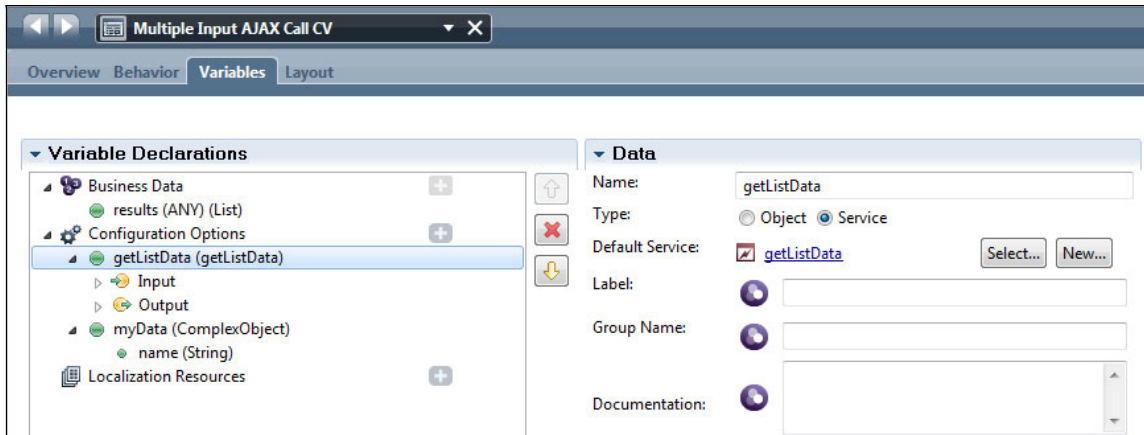 Multiple Input AJAX Call CV
Overview Behavior Variables Layout
Variable Declarations
Business Data
results (ANY) (List)
Configuration Options
getListData (getListData)
Input
Output
myData (ComplexObject)
name (String)
Localization Resources
Data
Name: getListData
Type: Object Service
Default Service: getListData Select... New...
Label:
Group Name:
Documentation: